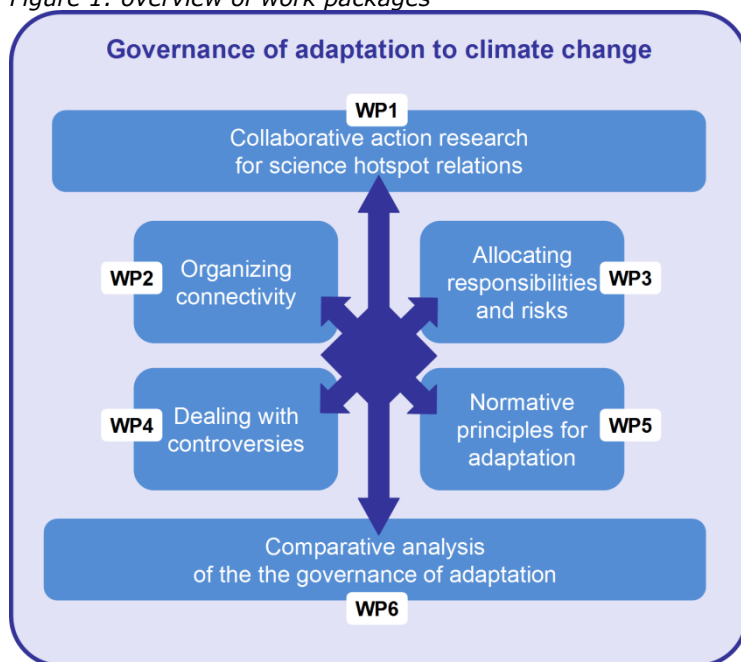 Figure 1: overview of work packages
Governance of adaptation to climate change
WP1
Collaborative action research
for science hotspot relations
WP2
Organizing
connectivity
Allocating
responsibilities
and risks
WP3
WP4
Dealing with
controversies
Normative
principles for
adaptation
WP5
Comparative analysis
of the the governance of adaptation
WP6